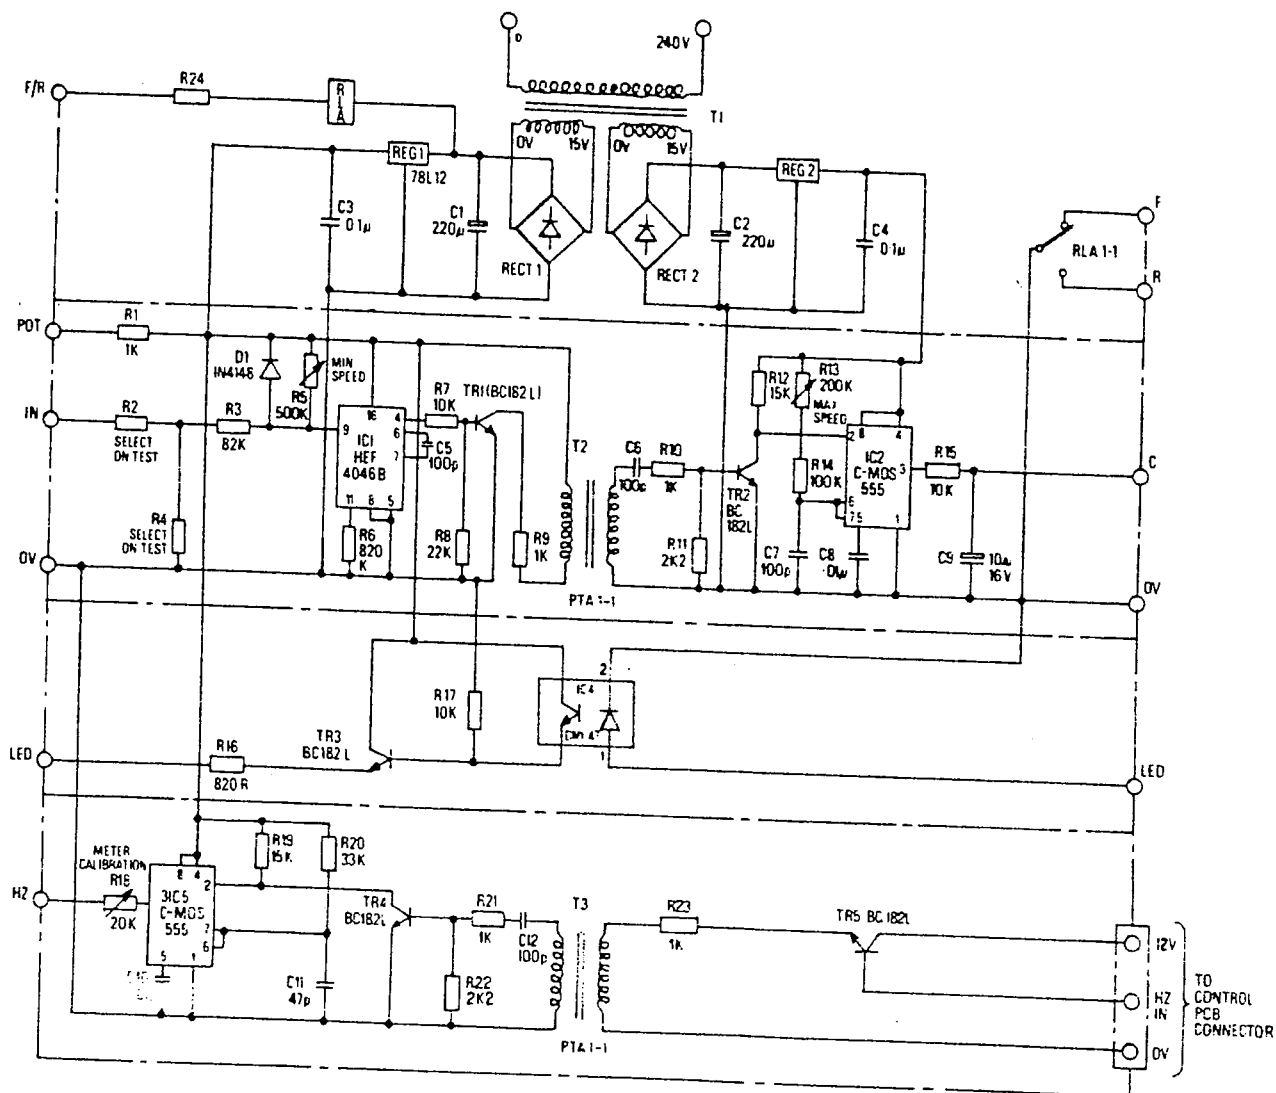 0
240V
T1
F/R
R24
RLA
0V
15V
0V
15V
REG1
78L12
REG2
C3
0·1µ
C1
220µ
RECT 1
RECT 2
C2
220µ
C4
0·1µ
F
RLA 1-1
R
POT
R1
1K
D1
IN4148
MIN
SPEED
R5
500K
IN
R2
SELECT
ON TEST
R3
82K
R4
SELECT
ON TEST
IC1
HEF
4046B
16
9
4
6
7
11
8
5
R7
10K
TR1(BC182L)
C5
100p
R6
820
K
R8
22K
R9
1K
T2
PTA 1-1
C6
100p
R10
1K
R11
2K2
TR2
BC
182L
R12
15K
R13
200K
MAX
SPEED
R14
100K
C7
100p
C8
·01µ
IC2
C-MOS
555
2
8
4
3
6
7
5
1
R15
10K
C9
10µ
16V
C
0V
0V
R17
10K
IC4
2
1
TR3
BC182L
LED
R16
820R
LED
METER
CALIBRATION
R18
20K
HZ
IC5
C-MOS
555
3
8
4
2
7
6
5
1
R19
15K
R20
33K
C11
47p
TR4
BC182L
R21
1K
R22
2K2
C12
100p
T3
PTA 1-1
R23
1K
TR5 BC182L
12V
HZ
IN
0V
TO
CONTROL
PCB
CONNECTOR